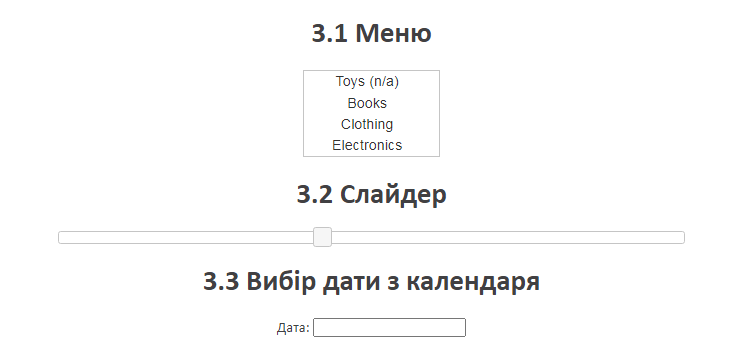 3.1 Меню
Toys (n/a)
Books
Clothing
Electronics
3.2 Слайдер
3.3 Вибір дати з календаря
Дата: